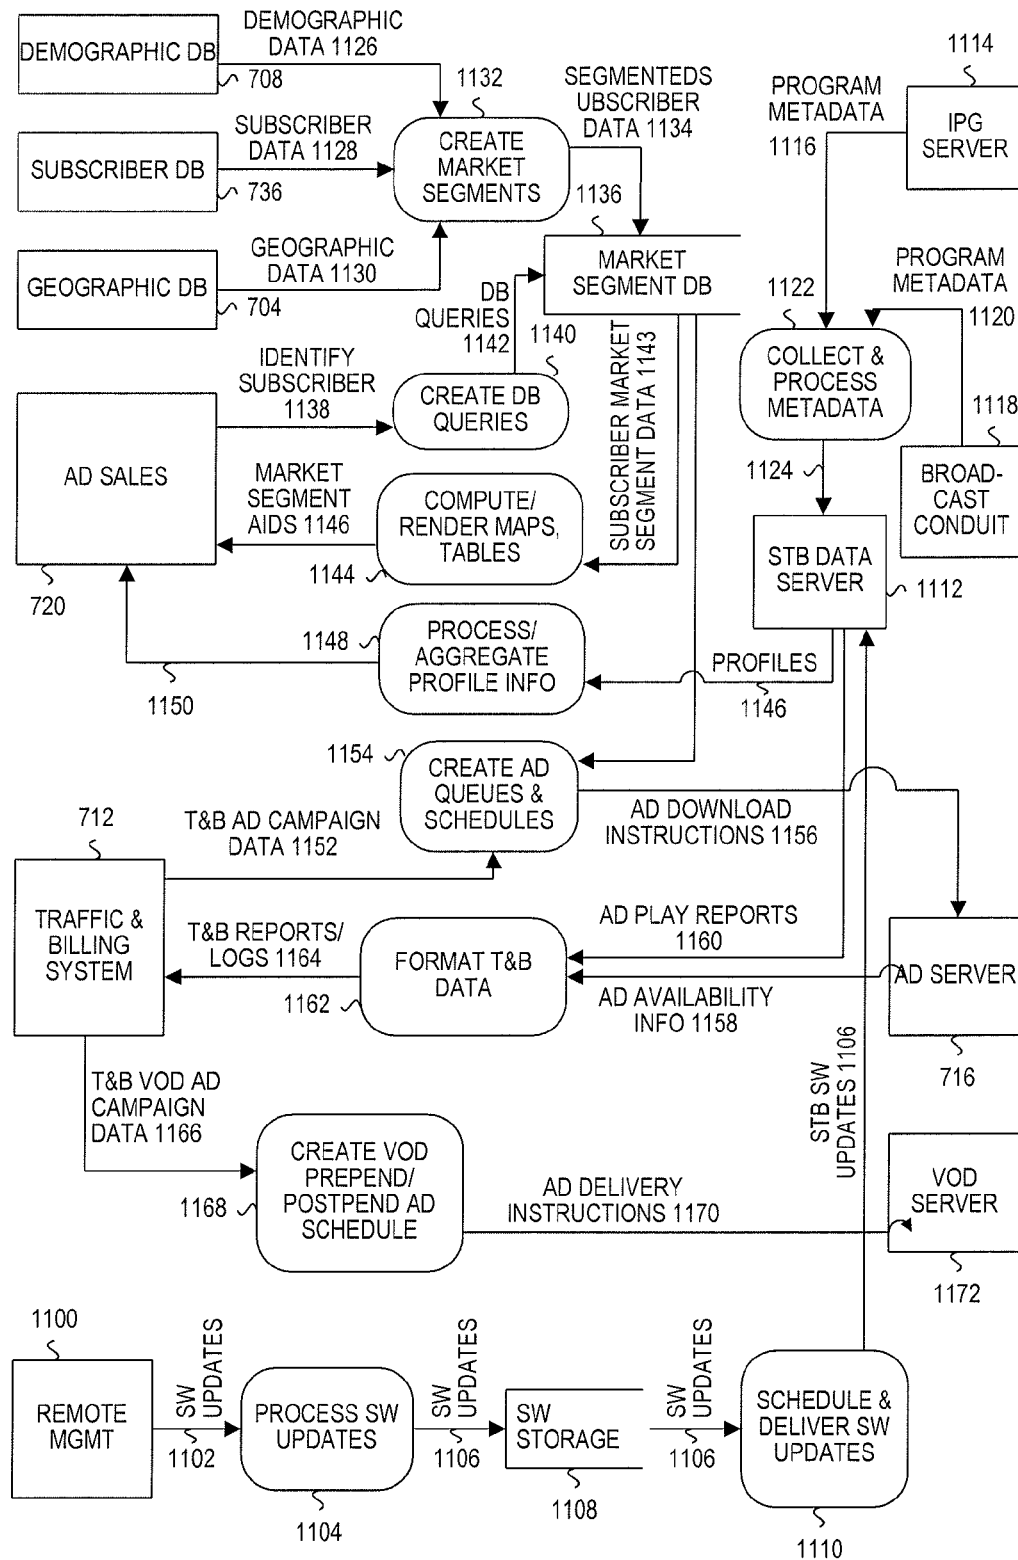 DEMOGRAPHIC DB
708
DEMOGRAPHIC
DATA 1126
1132
SUBSCRIBER DB
736
SUBSCRIBER
DATA 1128
CREATE
MARKET
SEGMENTS
SEGMENTEDS
UBSCRIBER
DATA 1134
PROGRAM
METADATA
1116
1114
IPG
SERVER
GEOGRAPHIC DB
704
GEOGRAPHIC
DATA 1130
1136
MARKET
SEGMENT DB
PROGRAM
METADATA
1120
1122
COLLECT &
PROCESS
METADATA
DB
QUERIES
1142
1140
CREATE DB
QUERIES
IDENTIFY
SUBSCRIBER
1138
SUBSCRIBER MARKET
SEGMENT DATA 1143
1118
BROAD-
CAST
CONDUIT
1124
AD SALES
720
MARKET
SEGMENT
AIDS 1146
COMPUTE/
RENDER MAPS,
TABLES
1144
STB DATA
SERVER
1112
1148
PROCESS/
AGGREGATE
PROFILE INFO
PROFILES
1146
1150
1154
CREATE AD
QUEUES &
SCHEDULES
AD DOWNLOAD
INSTRUCTIONS 1156
712
T&B AD CAMPAIGN
DATA 1152
TRAFFIC &
BILLING
SYSTEM
T&B REPORTS/
LOGS 1164
FORMAT T&B
DATA
1162
AD PLAY REPORTS
1160
AD AVAILABILITY
INFO 1158
AD SERVER
716
T&B VOD AD
CAMPAIGN
DATA 1166
STB SW
UPDATES 1106
CREATE VOD
PREPEND/
POSTPEND AD
SCHEDULE
1168
AD DELIVERY
INSTRUCTIONS 1170
VOD
SERVER
1172
1100
REMOTE
MGMT
SW
UPDATES
1102
PROCESS SW
UPDATES
1104
SW
UPDATES
1106
SW
STORAGE
1108
SW
UPDATES
1106
SCHEDULE &
DELIVER SW
UPDATES
1110